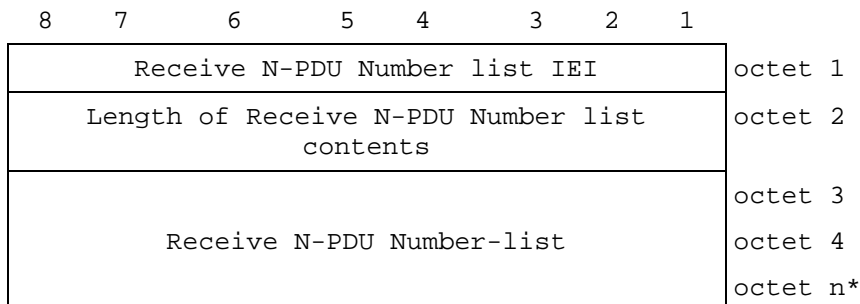 8 7 6 5 4 3 2 1
Receive N-PDU Number list IEI octet 1
Length of Receive N-PDU Number list octet 2
contents
octet 3
Receive N-PDU Number-list octet 4
octet n*